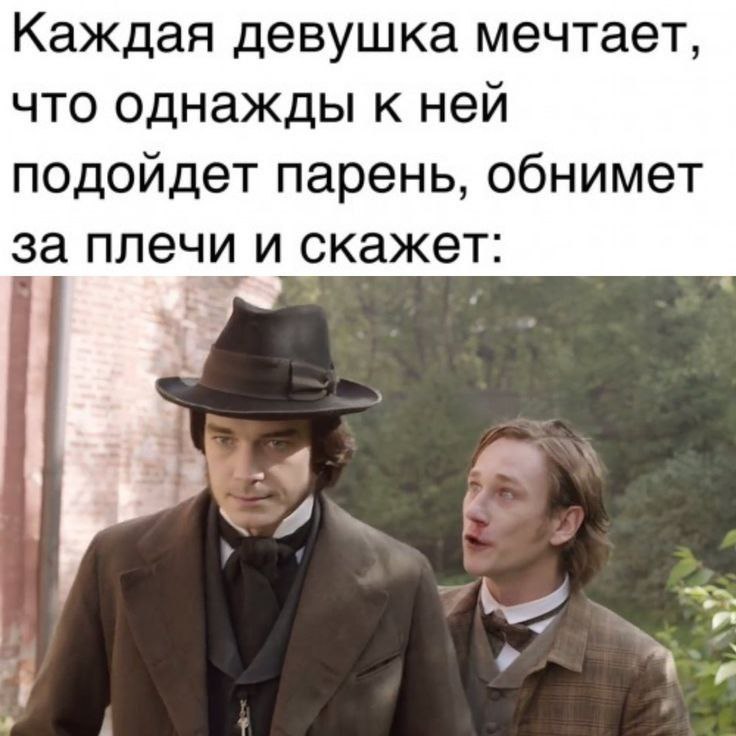 Каждая девушка мечтает,
что однажды к ней
подойдет парень, обнимет
за плечи и скажет: